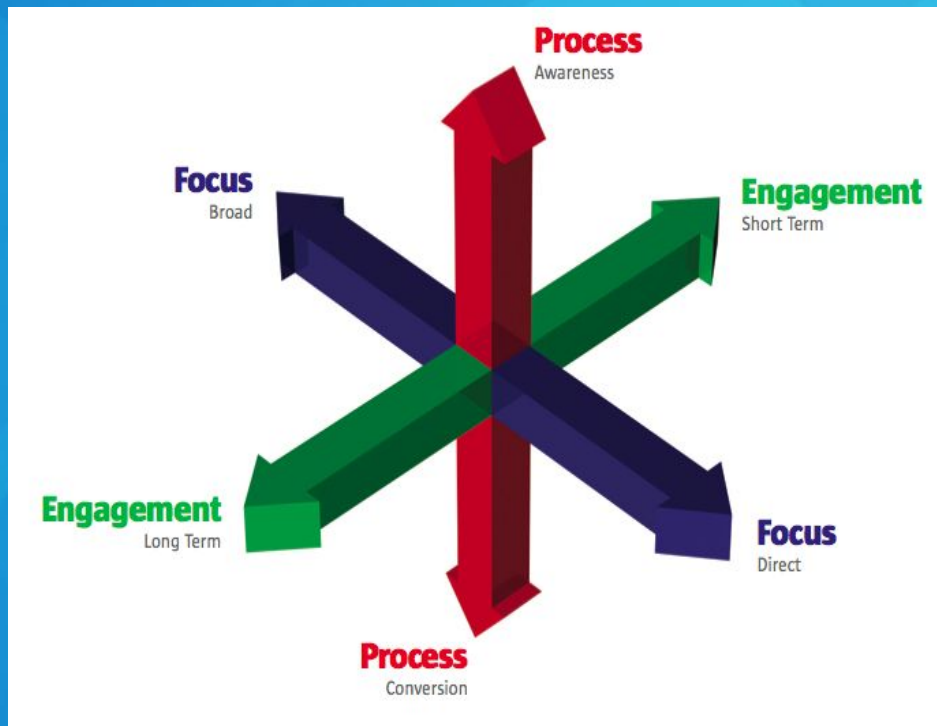 Process
Awareness
Focus
Broad
Engagement
Short Term
Engagement
Long Term
Focus
Direct
Process
Conversion